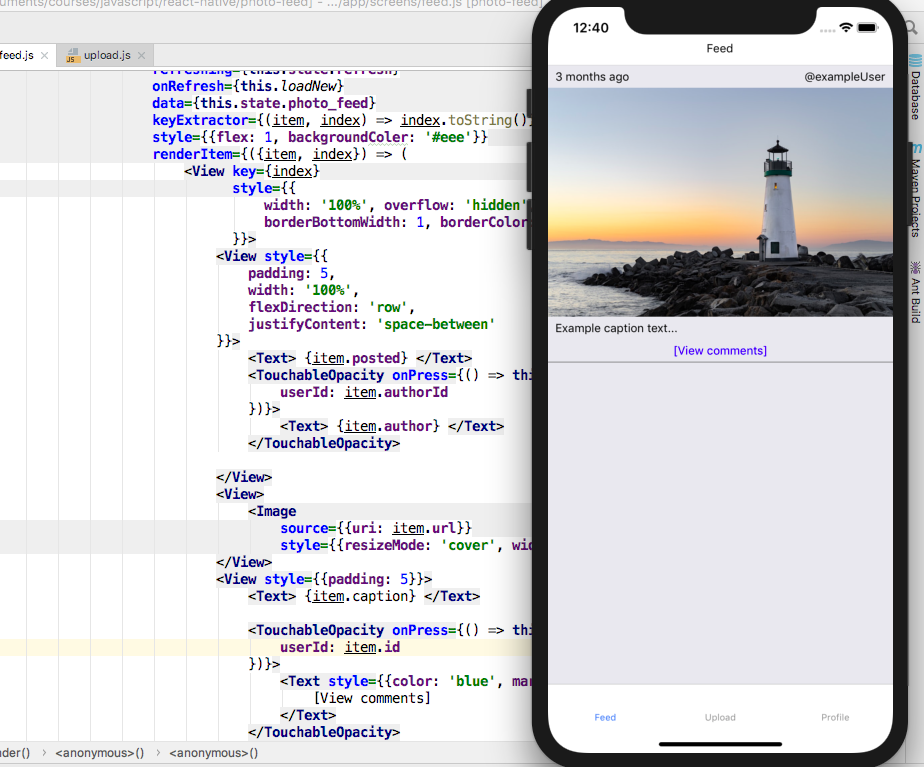 uments/courses/javascript/react-native/photo-feed] - .../app/screens/feed.js [photo-feed]
feed.js
upload.js
refreshing={this.state.refresh}
onRefresh={this.loadNew}
data={this.state.photo_feed}
keyExtractor={(item, index) => index.toString()
style={{flex: 1, backgroundColer: '#eee'}}
renderItem={({item, index}) => (
<View key={index}
style={{
width: '100%', overflow: 'hidden'
borderBottomWidth: 1, borderColor
}}>
<View style={{
padding: 5,
width: '100%',
flexDirection: 'row',
justifyContent: 'space-between'
}}>
<Text> {item.posted} </Text>
<TouchableOpacity onPress={() => thi
userId: item.authorId
})}>
<Text> {item.author} </Text>
</TouchableOpacity>
</View>
<View>
<Image
source={{uri: item.url}}
style={{resizeMode: 'cover', wid
</View>
<View style={{padding: 5}}>
<Text> {item.caption} </Text>
<TouchableOpacity onPress={() => thi
userId: item.id
})}>
<Text style={{color: 'blue', mar
[View comments]
</Text>
</TouchableOpacity>
nder() › <anonymous>() › <anonymous>()
12:40
Feed
3 months ago @exampleUser
Example caption text...
[View comments]
Feed Upload Profile
Database
m Maven Projects
Ant Build